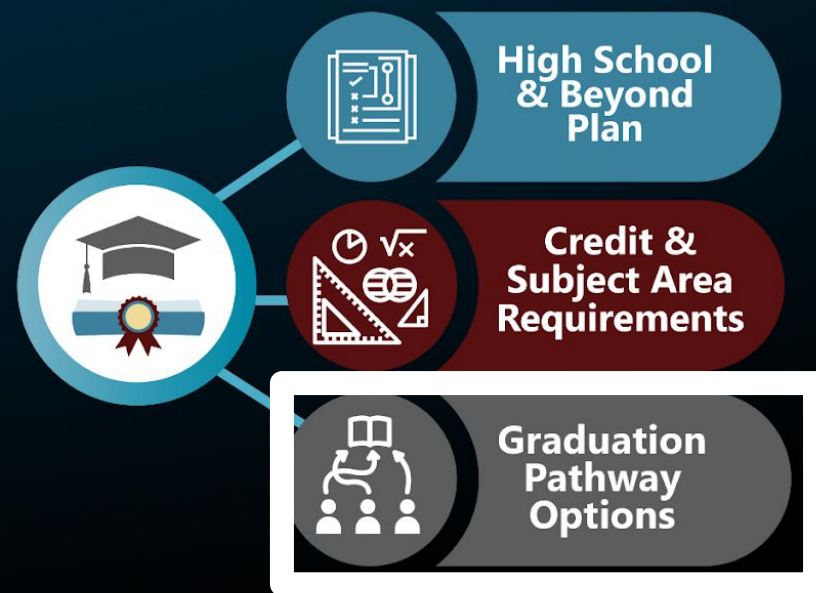 High School
& Beyond
Plan
√x
Credit &
Subject Area
Requirements
Graduation
Pathway
Options